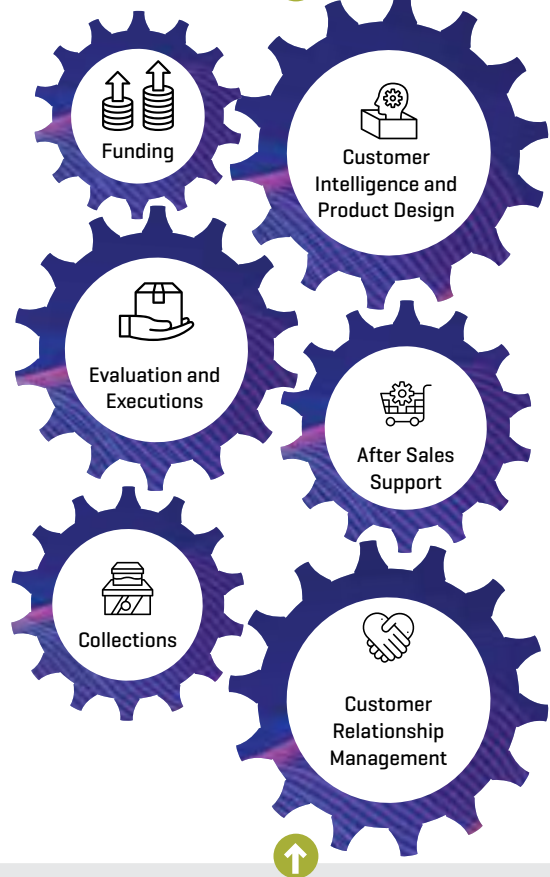 Funding
Customer
Intelligence and
Product Design
Evaluation and
Executions
After Sales
Support
Collections
Customer
Relationship
Management